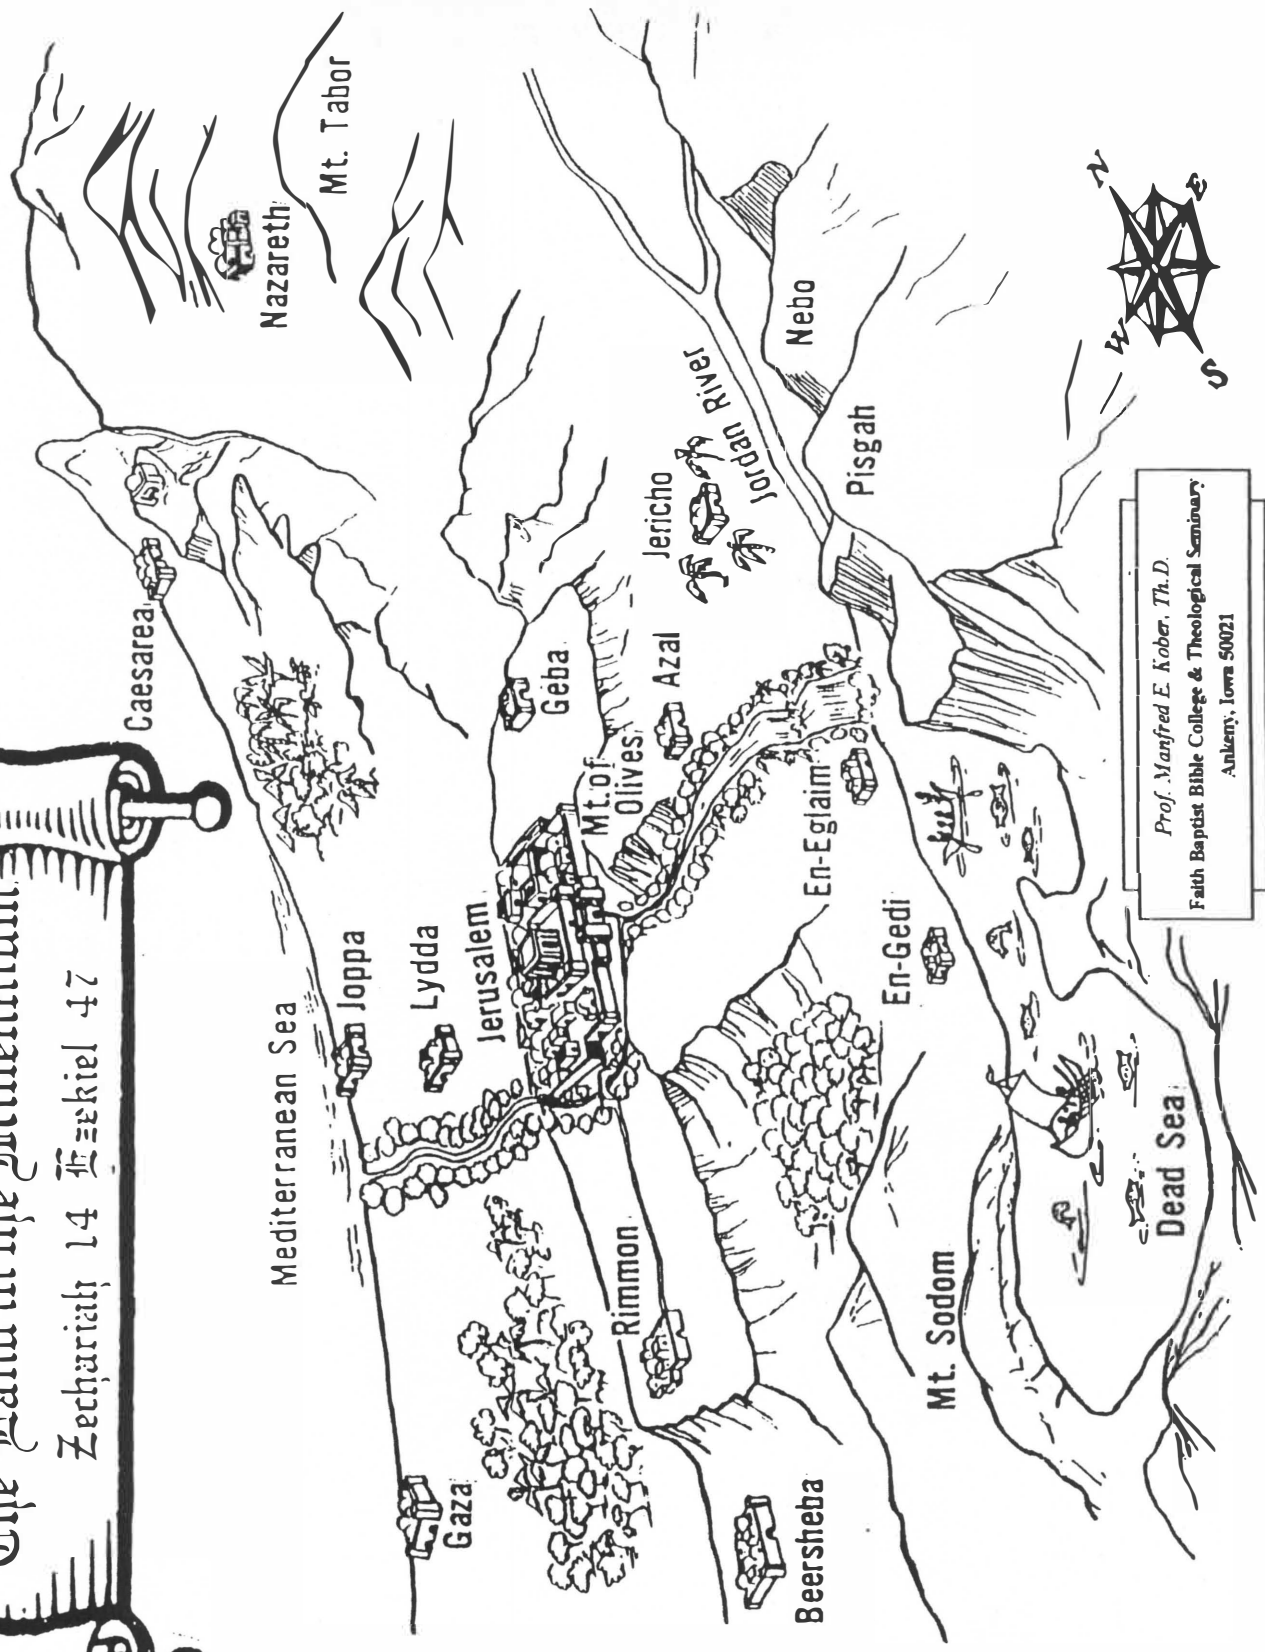 The Land in the Millennium
Zechariah 14 Ezekiel 47
Mediterranean Sea
Gaza
Joppa
Lydda
Caesarea
Nazareth
Mt. Tabor
Jerusalem
Geba
Mt. of
Olives
Azal
Jericho
Jordan River
Nebo
Pisgah
Rimmon
Beersheba
En-Eglaim
En-Gedi
Mt. Sodom
Dead Sea
N
E
W
S
Prof. Manfred E. Kober, Th.D.
Faith Baptist Bible College & Theological Seminary
Ankeny, Iowa 50021